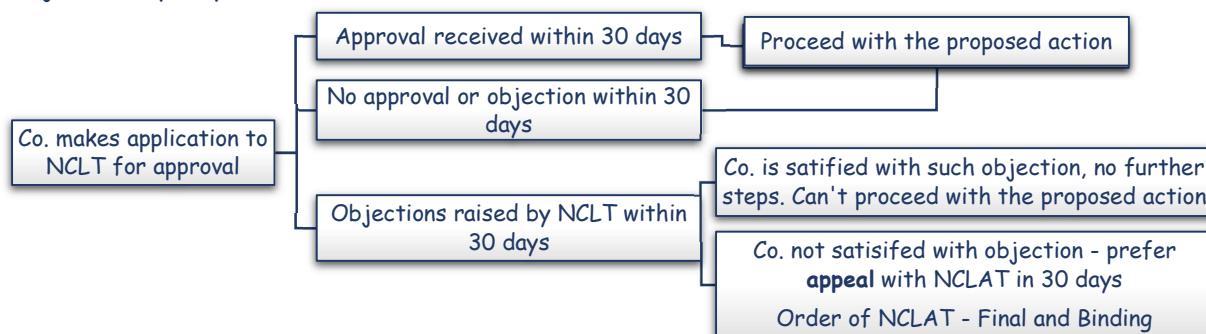 Approval received within 30 days
Proceed with the proposed action
No approval or objection within 30
days
Co. makes application to
NCLT for approval
Objections raised by NCLT within
30 days
Co. is satified with such objection, no further
steps. Can't proceed with the proposed action
Co. not satisifed with objection - prefer
appeal with NCLAT in 30 days
Order of NCLAT - Final and Binding